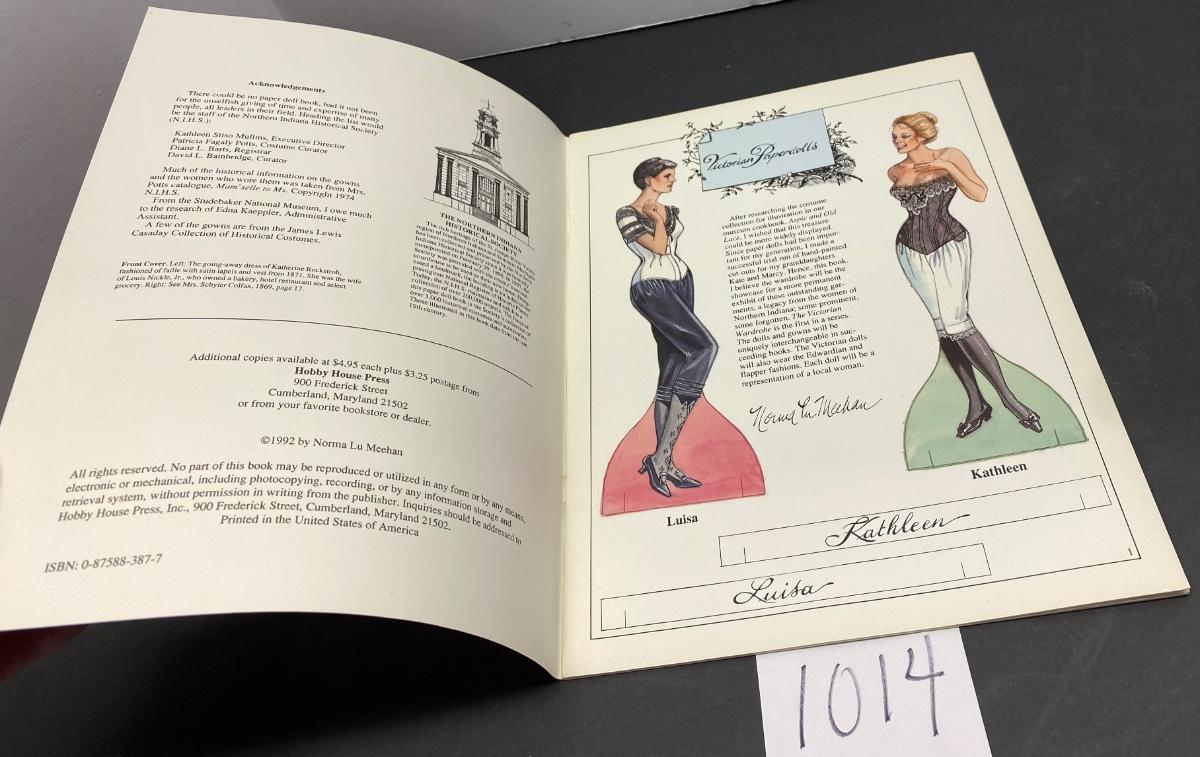 Acknowledgements
There could be no paper doll book, had it not been
for the unselfish giving of time and expertise of many
people, all leaders in their field. Heading the list would
be the staff of the Northern Indiana Historical Society
(N.I.H.S.)
Kathleen Stiso Mullins, Executive Director
Patricia Fagaly Potts, Costume Curator
Diane L. Barts, Registrar
David L. Bainbridge, Curator
Much of the historical information on the gowns
and the women who wore them was taken from Mrs.
Potts catalogue, Mam'selle to Ms. Copyright 1974
N.I.H.S.
From the Studebaker National Museum, I owe much
to the research of Edna Kaeppler, Administrative
Assistant.
A few of the gowns are from the James Lewis
Casaday Collection of Historical Costumes.
Front Cover. Left: The going-away dress of Katherine Rockstroh,
fashioned of faille with satin lapels and vest from 1871. She was the wife
of Louis Nickle, Jr., who owned a bakery, hotel restaurant and select
grocery. Right: See Mrs. Schyler Colfax, 1869, page 17.
THE NORTHERN INDIANA
HISTORICAL SOCIETY
19th century.
Additional copies available at $4.95 each plus $3.25 postage from
Hobby House Press
900 Frederick Street
Cumberland, Maryland 21502
or from your favorite bookstore or dealer.
©1992 by Norma Lu Meehan
All rights reserved. No part of this book may be reproduced or utilized in any form or by any means,
electronic or mechanical, including photocopying, recording, or by any information storage and
retrieval system, without permission in writing from the publisher. Inquiries should be addressed to
Hobby House Press, Inc., 900 Frederick Street, Cumberland, Maryland 21502.
Printed in the United States of America
ISBN: 0-87588-387-7
Victorian Paperdolls
After researching the costume
collection for illustration in our
museum cookbook, Aspic and Old
Lace, I wished that this treasure
could be more widely displayed.
Since paper dolls had been impor-
tant for my generation, I made a
successful trial run of hand-painted
cut-outs for my granddaughters
Kate and Marcy. Hence, this book.
I believe the wardrobe will be the
showcase for a more permanent
exhibit of these outstanding gar-
ments, a legacy from the women of
Northern Indiana; some prominent,
some forgotten. The Victorian
Wardrobe is the first in a series.
The dolls and gowns will be
uniquely interchangeable in suc-
ceeding books. The Victorian dolls
will also wear the Edwardian and
flapper fashions. Each doll will be a
representation of a local woman.
Norma Lu Meehan
Luisa
Kathleen
Kathleen
Luisa
1
1014